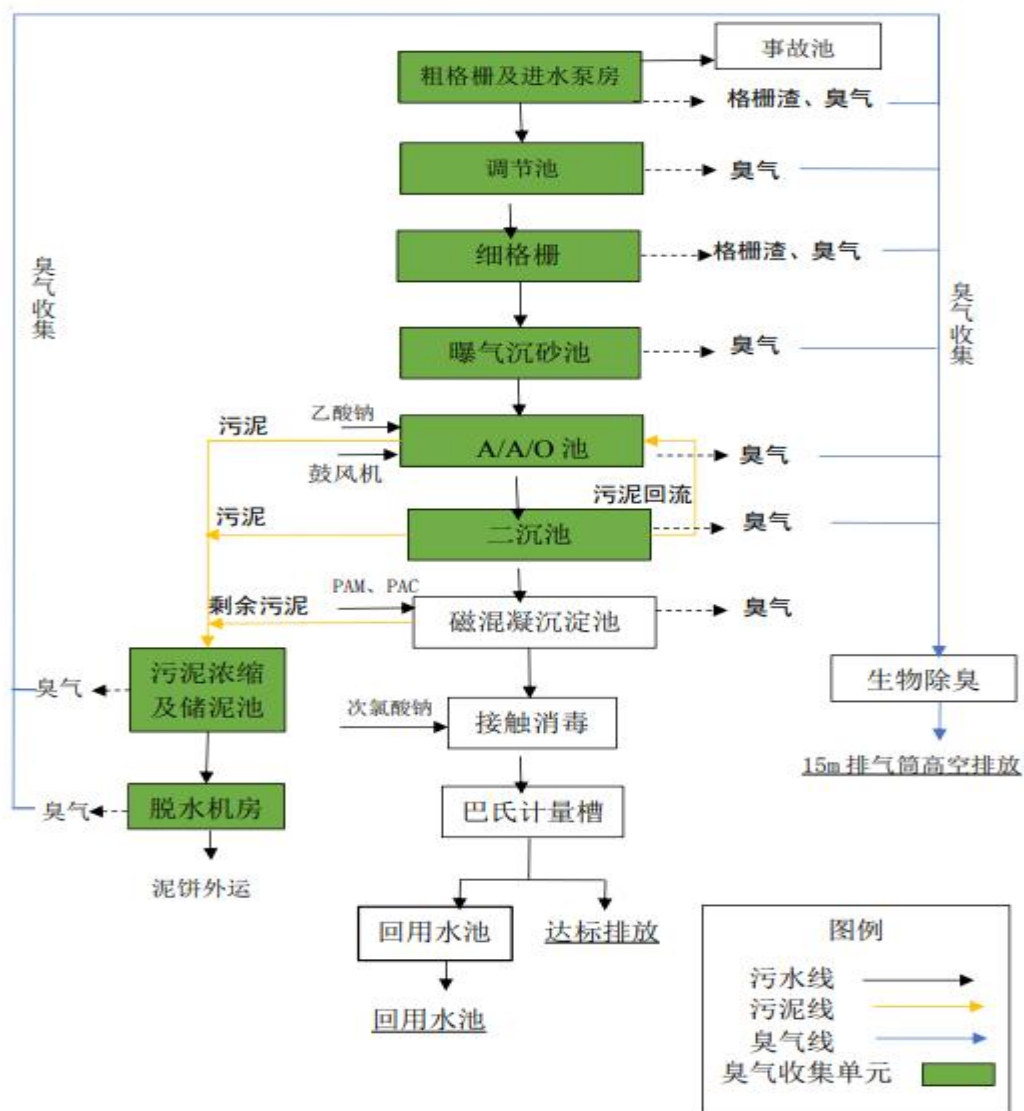 事故池
粗格栅及进水泵房
格栅渣、臭气
调节池
臭气
细格栅
格栅渣、臭气
臭气收集
臭气收集
曝气沉砂池
臭气
乙酸钠
污泥
A/A/O 池
臭气
鼓风机
污泥回流
污泥
二沉池
臭气
PAM、PAC
剩余污泥
磁混凝沉淀池
臭气
污泥浓缩
及储泥池
臭气
生物除臭
次氯酸钠
接触消毒
15m 排气筒高空排放
臭气
脱水机房
巴氏计量槽
泥饼外运
回用水池
达标排放
回用水池
图例
污水线
污泥线
臭气线
臭气收集单元